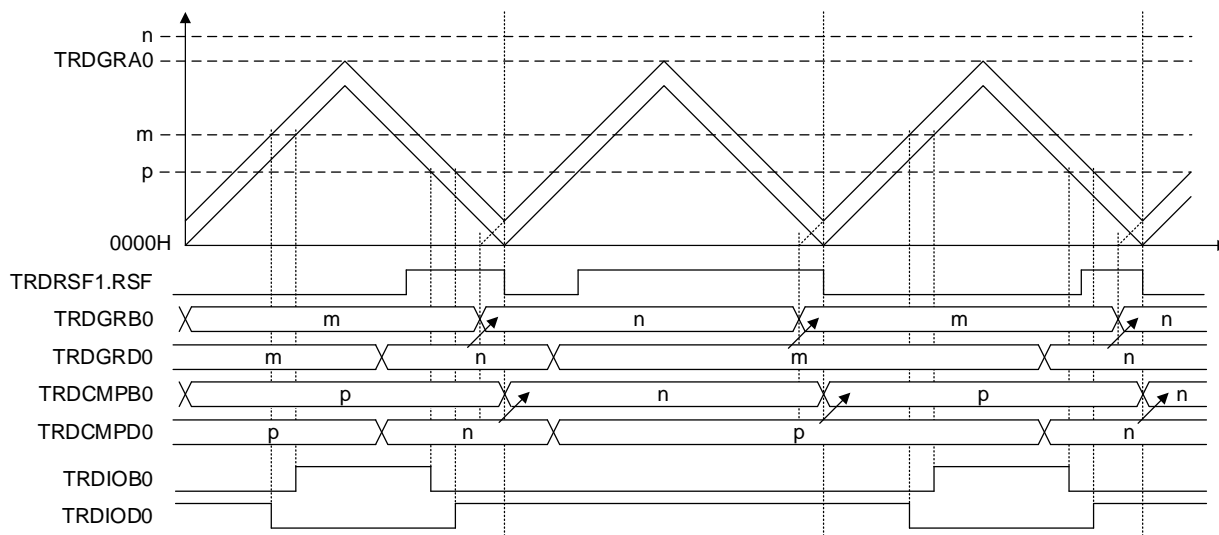 n
TRDGRA0
m
p
0000H
TRDRSF1.RSF
TRDGRB0 m n m n
TRDGRD0 m n m n
TRDCMPB0 p n p n
TRDCMPD0 p n p n
TRDIOB0
TRDIOD0